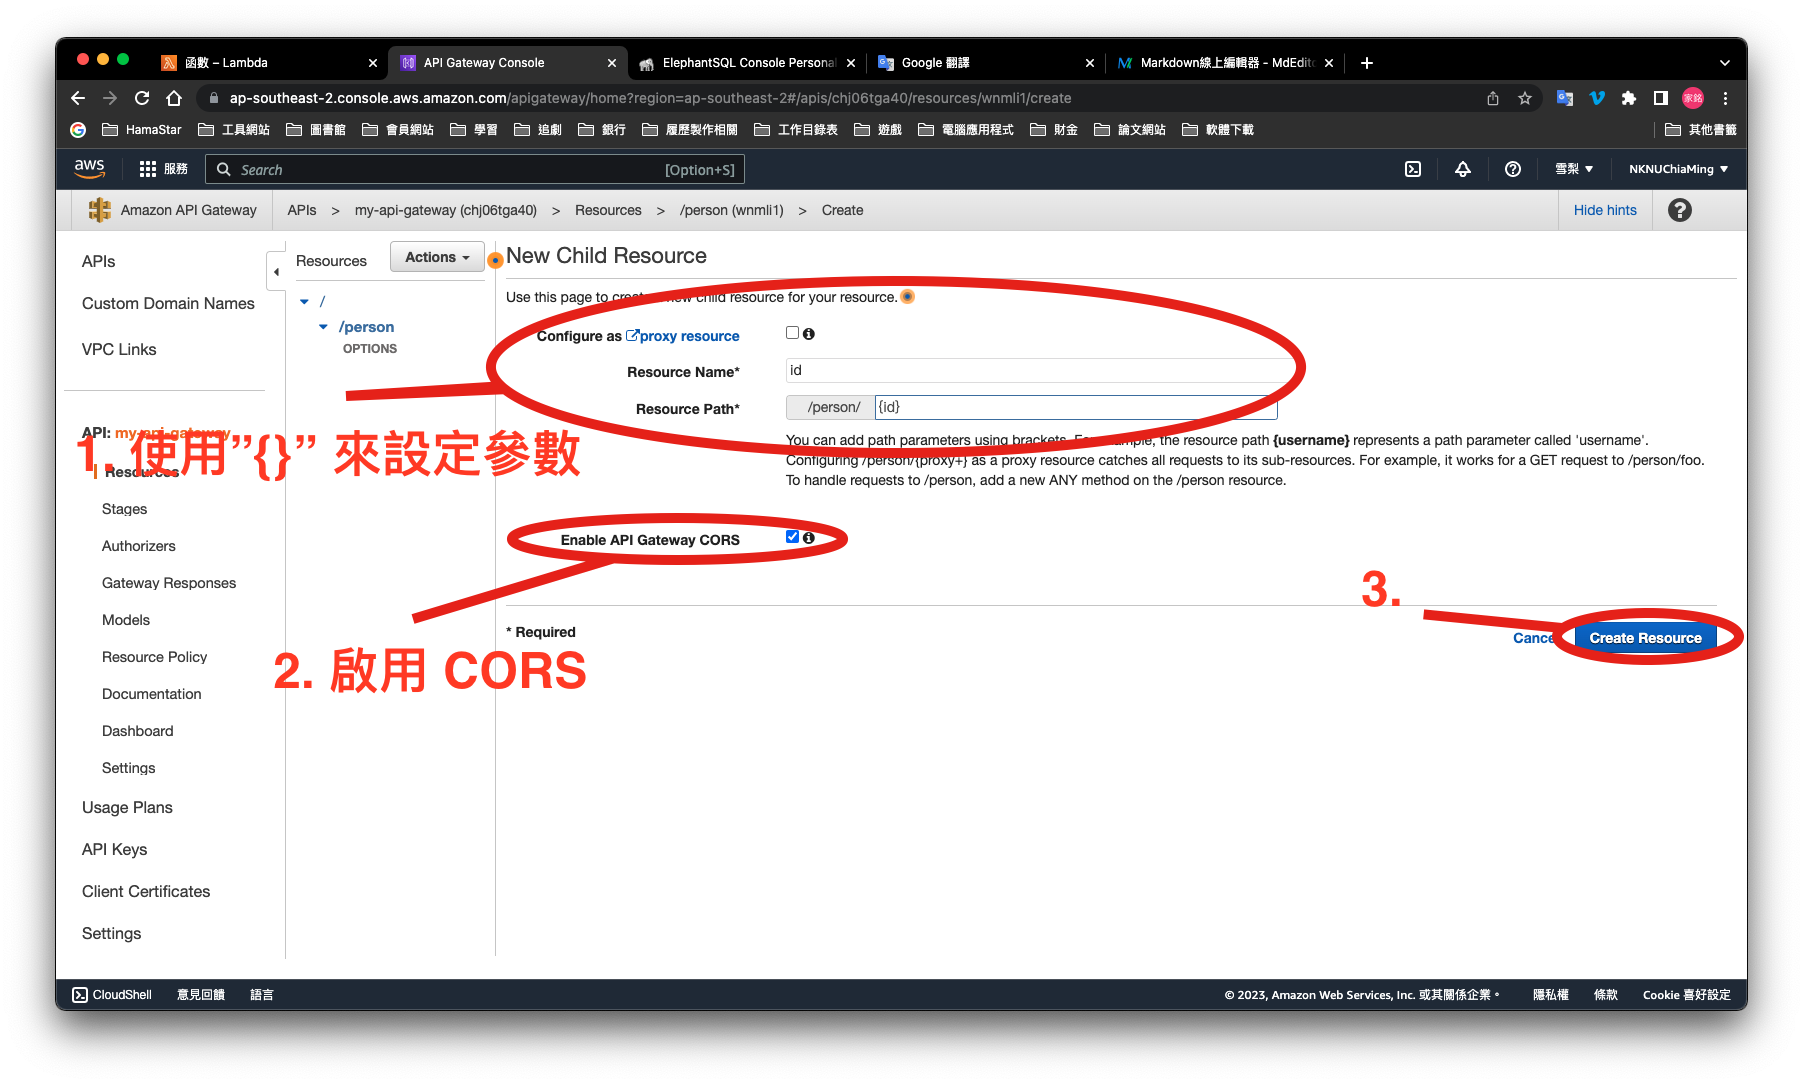 函數 – Lambda
API Gateway Console
ElephantSQL Console Personal
Google 翻譯
Markdown線上編輯器 - MdEdito
ap-southeast-2.console.aws.amazon.com/apigateway/home?region=ap-southeast-2#/apis/chj06tga40/resources/wnmli1/create
家銘
HamaStar 工具網站 圖書館 會員網站 學習 追劇 銀行 履歷製作相關 工作目錄表 遊戲 電腦應用程式 財金 論文網站 軟體下載 其他書籤
aws 服務 Search [Option+S] 雪梨 NKNUChiaMing
Amazon API Gateway APIs > my-api-gateway (chj06tga40) > Resources > /person (wnmli1) > Create Hide hints
APIs
Custom Domain Names
VPC Links
API: my-api-gateway
Resources
Stages
Authorizers
Gateway Responses
Models
Resource Policy
Documentation
Dashboard
Settings
Usage Plans
API Keys
Client Certificates
Settings
Resources Actions
/
/person
OPTIONS
New Child Resource
Use this page to create a new child resource for your resource.
Configure as proxy resource
Resource Name* id
Resource Path* /person/ {id}
You can add path parameters using brackets. For example, the resource path {username} represents a path parameter called 'username'.
Configuring /person/{proxy+} as a proxy resource catches all requests to its sub-resources. For example, it works for a GET request to /person/foo.
To handle requests to /person, add a new ANY method on the /person resource.
Enable API Gateway CORS
* Required
Cancel Create Resource
1. 使用”{}” 來設定參數
2. 啟用 CORS
3.
CloudShell 意見回饋 語言 © 2023, Amazon Web Services, Inc. 或其關係企業。 隱私權 條款 Cookie 喜好設定